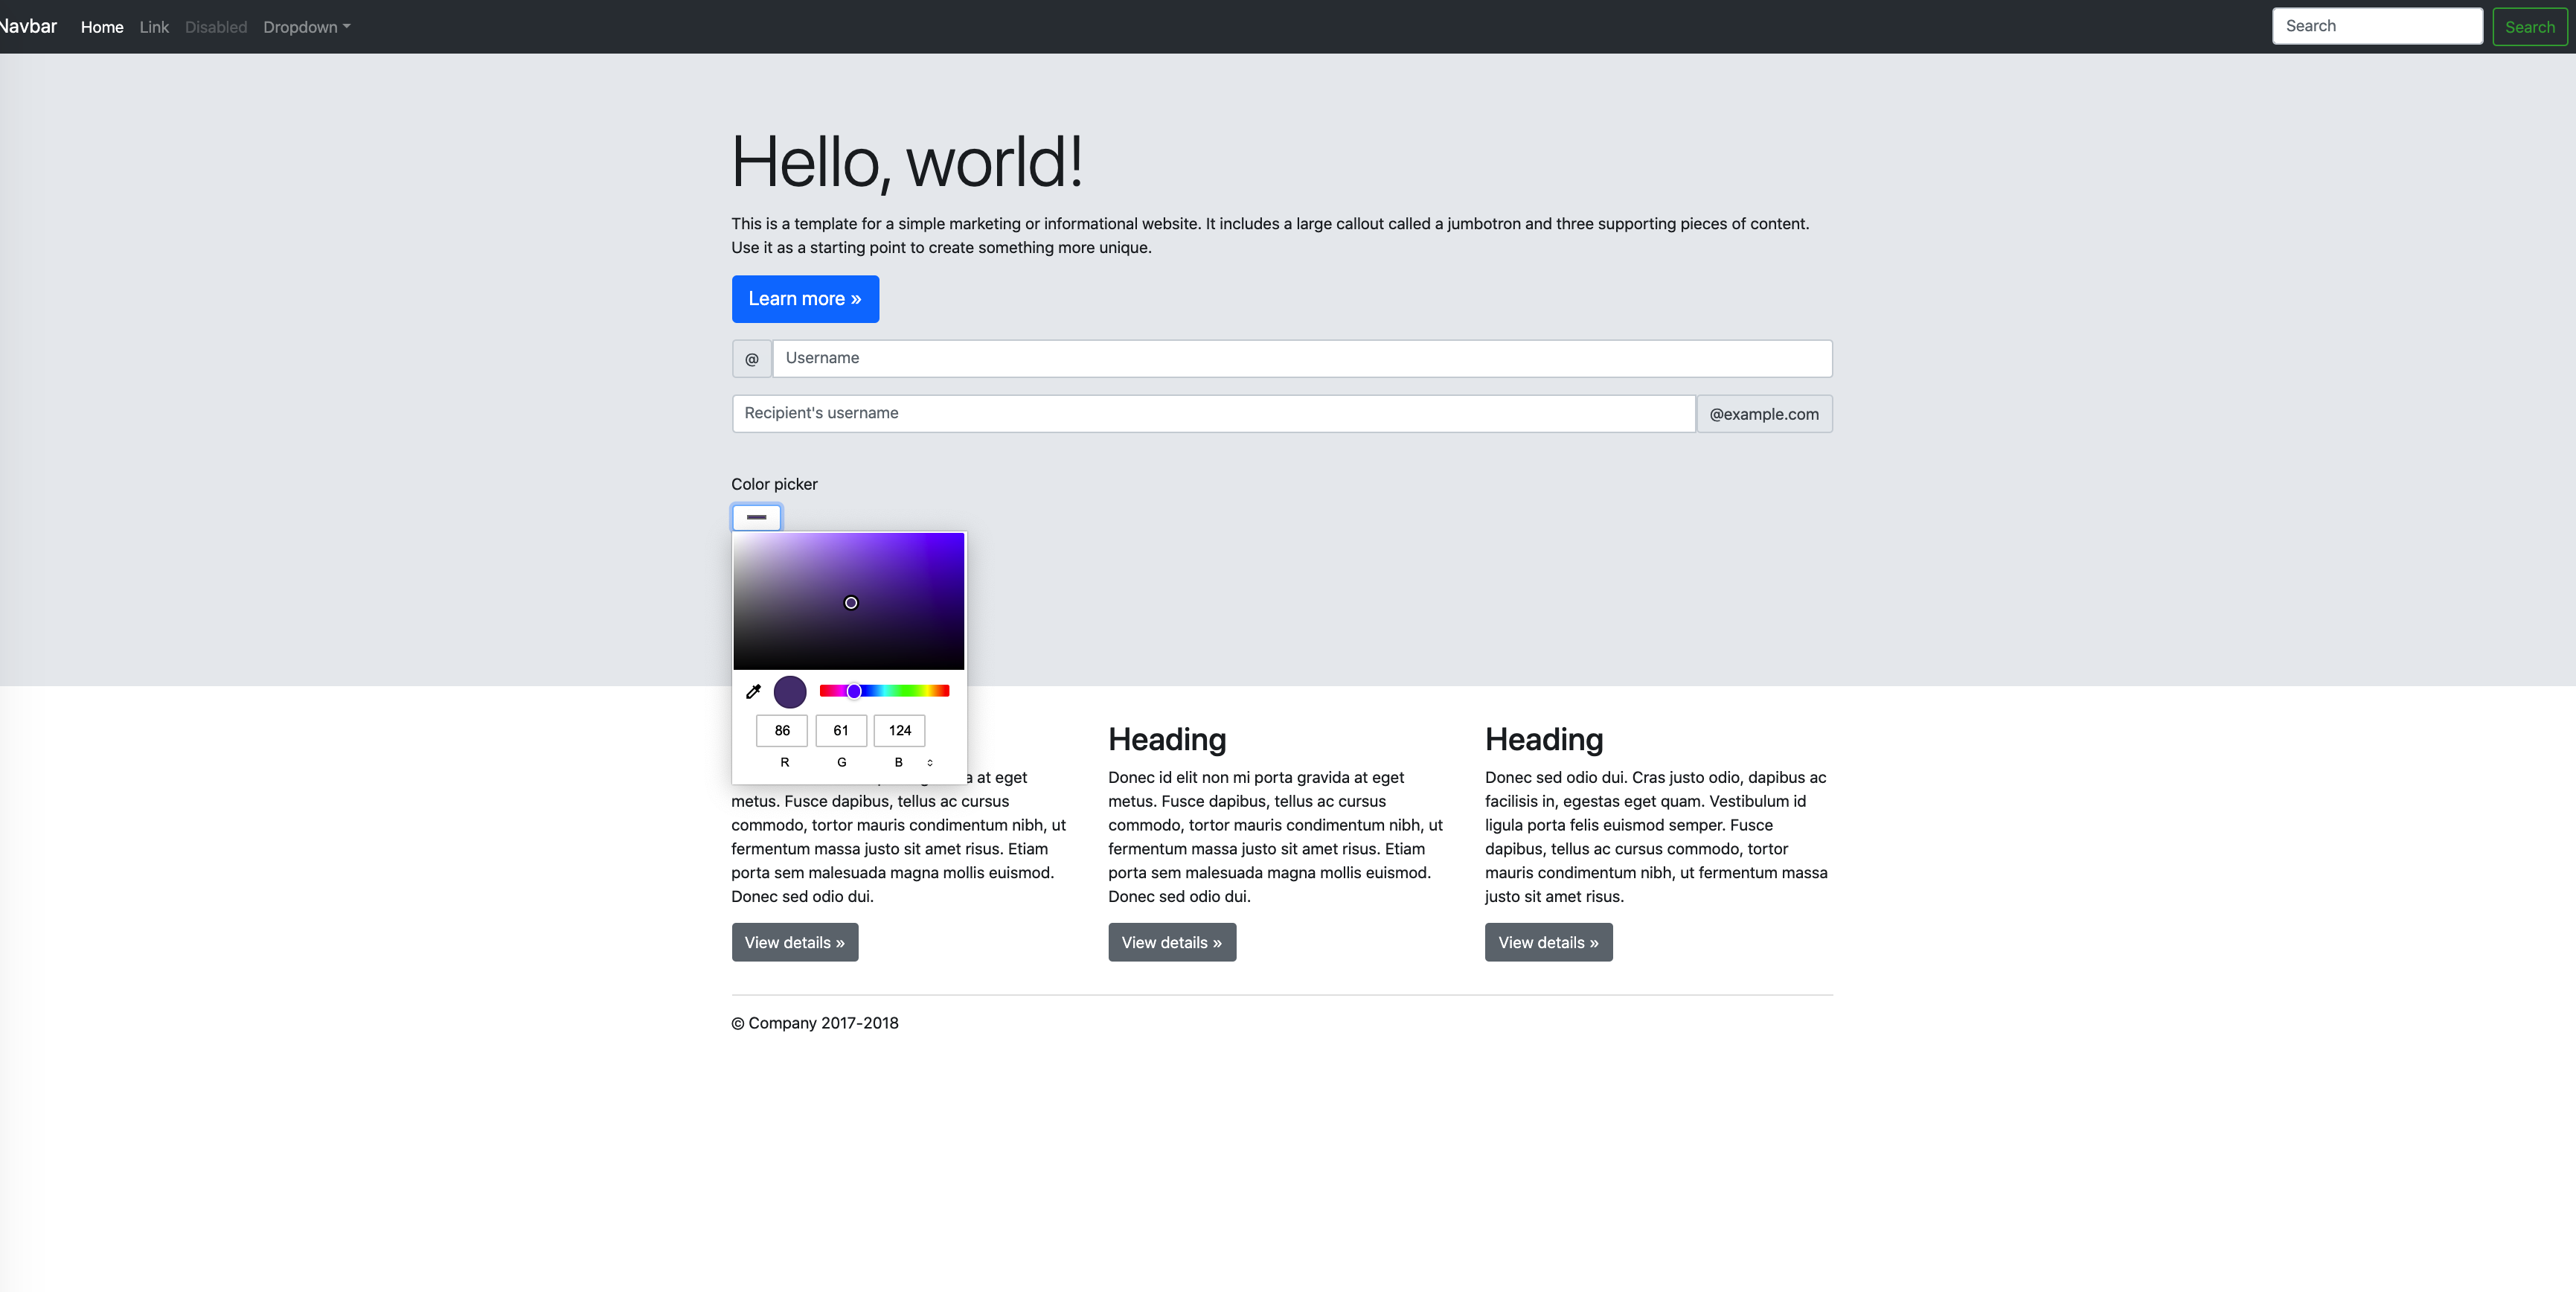 Navbar Home Link Disabled Dropdown Search Search
Hello, world!
This is a template for a simple marketing or informational website. It includes a large callout called a jumbotron and three supporting pieces of content.
Use it as a starting point to create something more unique.
Learn more »
@ Username
Recipient's username @example.com
Color picker
86 61 124
R G B
at eget
metus. Fusce dapibus, tellus ac cursus
commodo, tortor mauris condimentum nibh, ut
fermentum massa justo sit amet risus. Etiam
porta sem malesuada magna mollis euismod.
Donec sed odio dui.
View details »
Heading
Donec id elit non mi porta gravida at eget
metus. Fusce dapibus, tellus ac cursus
commodo, tortor mauris condimentum nibh, ut
fermentum massa justo sit amet risus. Etiam
porta sem malesuada magna mollis euismod.
Donec sed odio dui.
View details »
Heading
Donec sed odio dui. Cras justo odio, dapibus ac
facilisis in, egestas eget quam. Vestibulum id
ligula porta felis euismod semper. Fusce
dapibus, tellus ac cursus commodo, tortor
mauris condimentum nibh, ut fermentum massa
justo sit amet risus.
View details »
© Company 2017-2018